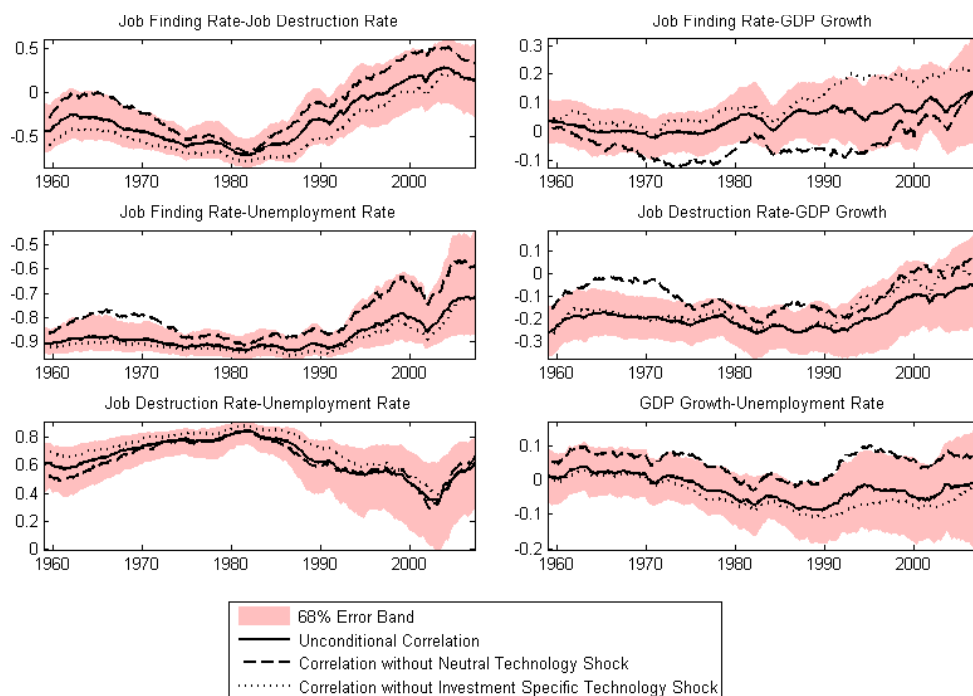 Job Finding Rate-Job Destruction Rate
0.5
0
-0.5
1960 1970 1980 1990 2000
Job Finding Rate-GDP Growth
0.3
0.2
0.1
0
-0.1
1960 1970 1980 1990 2000
Job Finding Rate-Unemployment Rate
-0.5
-0.6
-0.7
-0.8
-0.9
1960 1970 1980 1990 2000
Job Destruction Rate-GDP Growth
0.1
0
-0.1
-0.2
-0.3
1960 1970 1980 1990 2000
Job Destruction Rate-Unemployment Rate
0.8
0.6
0.4
0.2
0
1960 1970 1980 1990 2000
GDP Growth-Unemployment Rate
0.1
0
-0.1
-0.2
1960 1970 1980 1990 2000
68% Error Band
Unconditional Correlation
Correlation without Neutral Technology Shock
Correlation without Investment Specific Technology Shock